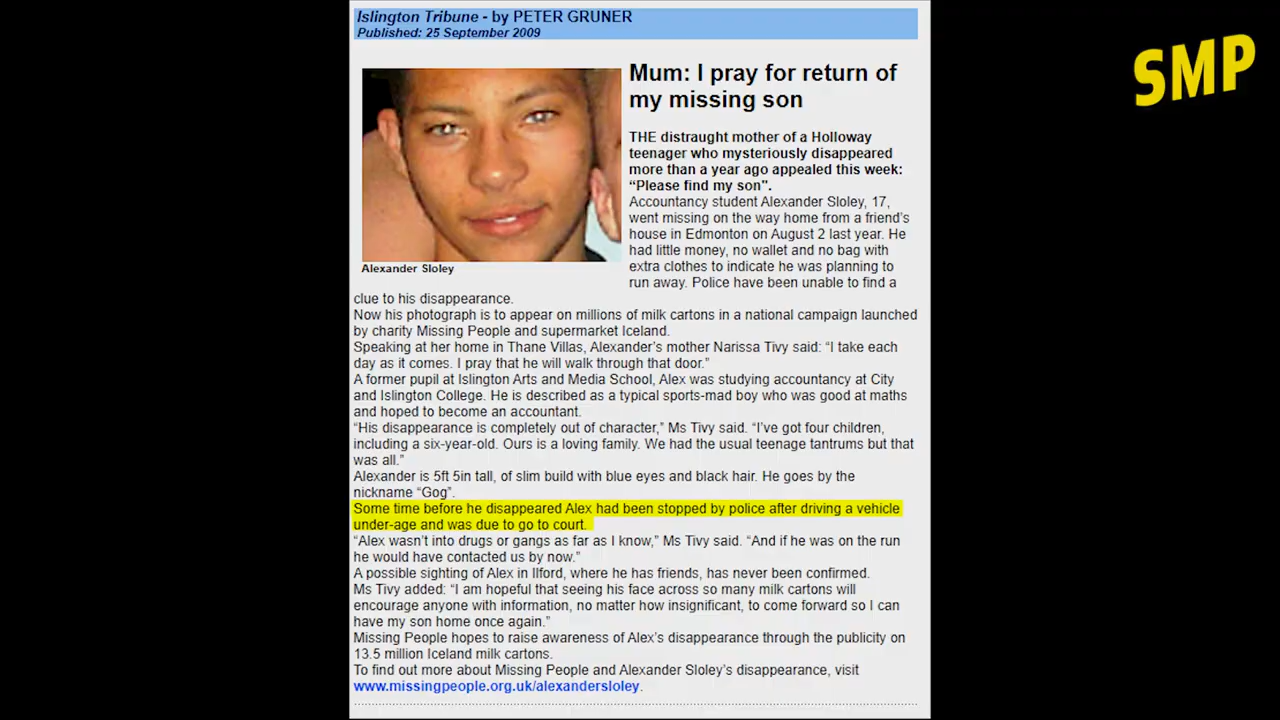 Islington Tribune - by PETER GRUNER
Published: 25 September 2009
SMP
Mum: I pray for return of
my missing son
THE distraught mother of a Holloway
teenager who mysteriously disappeared
more than a year ago appealed this week:
“Please find my son”.
Accountancy student Alexander Sloley, 17,
went missing on the way home from a friend’s
house in Edmonton on August 2 last year. He
had little money, no wallet and no bag with
extra clothes to indicate he was planning to
run away. Police have been unable to find a
Alexander Sloley
clue to his disappearance.
Now his photograph is to appear on millions of milk cartons in a national campaign launched
by charity Missing People and supermarket Iceland.
Speaking at her home in Thane Villas, Alexander’s mother Narissa Tivy said: “I take each
day as it comes. I pray that he will walk through that door.”
A former pupil at Islington Arts and Media School, Alex was studying accountancy at City
and Islington College. He is described as a typical sports-mad boy who was good at maths
and hoped to become an accountant.
“His disappearance is completely out of character,” Ms Tivy said. “I’ve got four children,
including a six-year-old. Ours is a loving family. We had the usual teenage tantrums but that
was all.”
Alexander is 5ft 5in tall, of slim build with blue eyes and black hair. He goes by the
nickname “Gog”.
Some time before he disappeared Alex had been stopped by police after driving a vehicle
under-age and was due to go to court.
“Alex wasn’t into drugs or gangs as far as I know,” Ms Tivy said. “And if he was on the run
he would have contacted us by now.”
A possible sighting of Alex in Ilford, where he has friends, has never been confirmed.
Ms Tivy added: “I am hopeful that seeing his face across so many milk cartons will
encourage anyone with information, no matter how insignificant, to come forward so I can
have my son home once again.”
Missing People hopes to raise awareness of Alex’s disappearance through the publicity on
13.5 million Iceland milk cartons.
To find out more about Missing People and Alexander Sloley’s disappearance, visit
www.missingpeople.org.uk/alexandersloley.